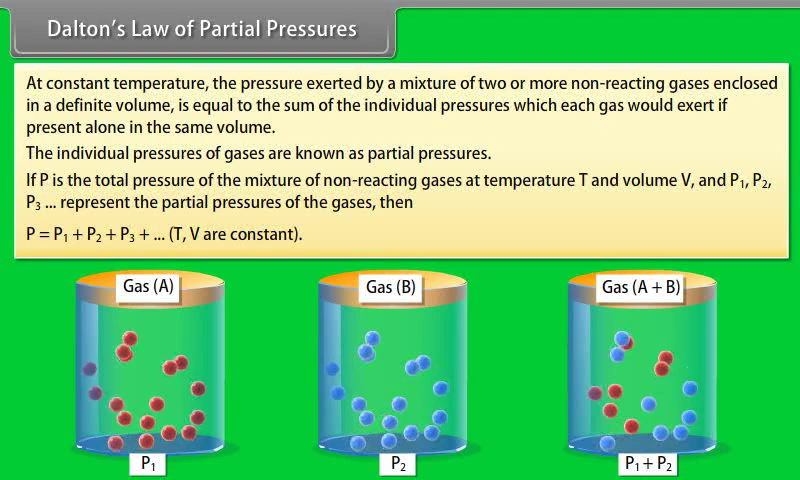 Dalton's Law of Partial Pressures
At constant temperature, the pressure exerted by a mixture of two or more non-reacting gases enclosed
in a definite volume, is equal to the sum of the individual pressures which each gas would exert if
present alone in the same volume.
The individual pressures of gases are known as partial pressures.
If P is the total pressure of the mixture of non-reacting gases at temperature T and volume V, and P₁, P₂,
P₃ ... represent the partial pressures of the gases, then
P = P₁ + P₂ + P₃ + ... (T, V are constant).
Gas (A) Gas (B) Gas (A + B)
P₁ P₂ P₁ + P₂